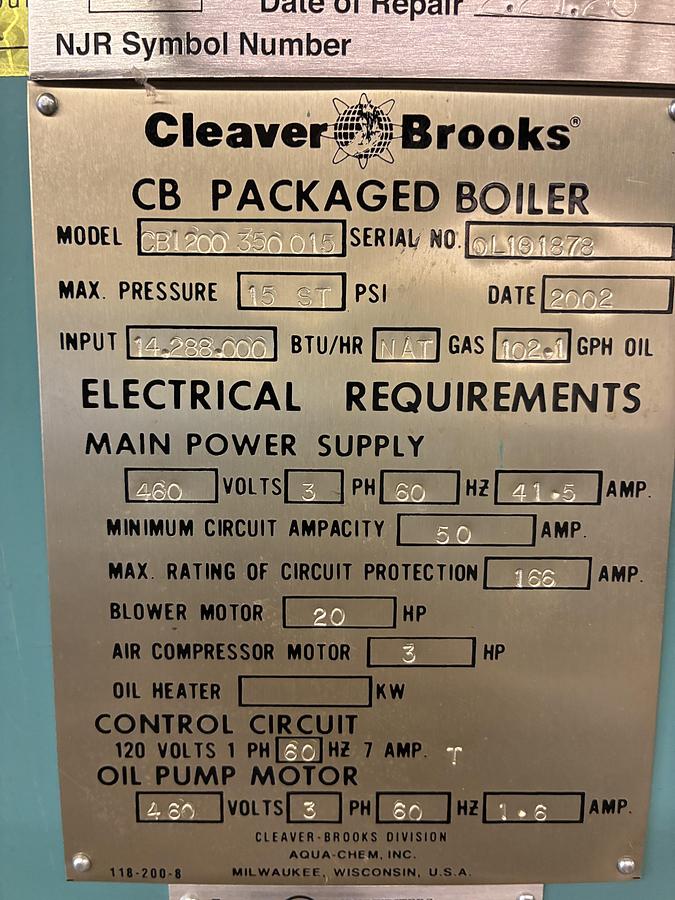 Date of Repair
NJR Symbol Number
Cleaver Brooks®
CB PACKAGED BOILER
MODEL CB1200 350 015 SERIAL NO. OL101878
MAX. PRESSURE 15 ST PSI DATE 2002
INPUT 14.288.000 BTU/HR NAT GAS 102.1 GPH OIL
ELECTRICAL REQUIREMENTS
MAIN POWER SUPPLY
460 VOLTS 3 PH 60 HZ 41.5 AMP.
MINIMUM CIRCUIT AMPACITY 50 AMP.
MAX. RATING OF CIRCUIT PROTECTION 166 AMP.
BLOWER MOTOR 20 HP
AIR COMPRESSOR MOTOR 3 HP
OIL HEATER KW
CONTROL CIRCUIT
120 VOLTS 1 PH 60 HZ 7 AMP. T
OIL PUMP MOTOR
460 VOLTS 3 PH 60 HZ 1.6 AMP.
CLEAVER-BROOKS DIVISION
AQUA-CHEM, INC.
118-200-8 MILWAUKEE, WISCONSIN, U.S.A.